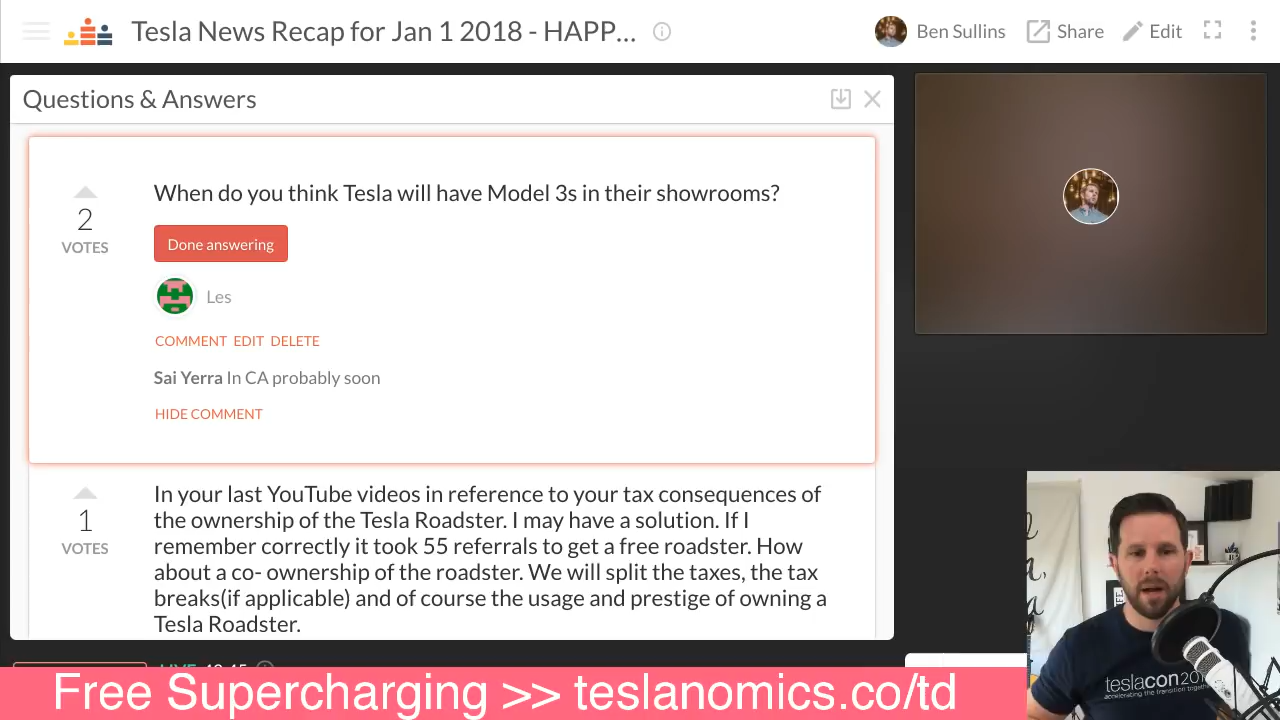 Tesla News Recap for Jan 1 2018 - HAPP...
Ben Sullins
Share
Edit
Questions & Answers
When do you think Tesla will have Model 3s in their showrooms?
2
VOTES
Done answering
Les
COMMENT EDIT DELETE
Sai Yerra In CA probably soon
HIDE COMMENT
1
VOTES
In your last YouTube videos in reference to your tax consequences of
the ownership of the Tesla Roadster. I may have a solution. If I
remember correctly it took 55 referrals to get a free roadster. How
about a co- ownership of the roadster. We will split the taxes, the tax
breaks(if applicable) and of course the usage and prestige of owning a
Tesla Roadster.
Free Supercharging >> teslanomics.co/td
teslacon
accelerating the transition together